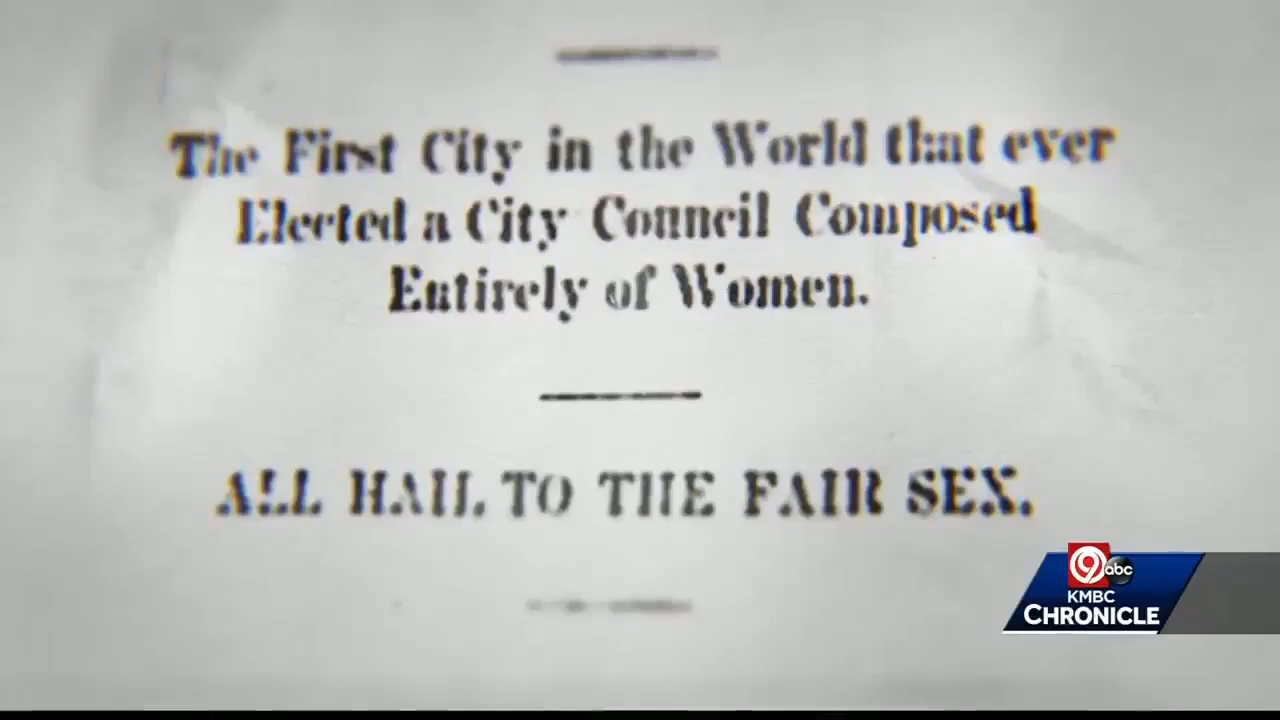 The First City in the World that ever
Elected a City Council Composed
Entirely of Women.
ALL HAIL TO THE FAIR SEX.
9 abc
KMBC
CHRONICLE